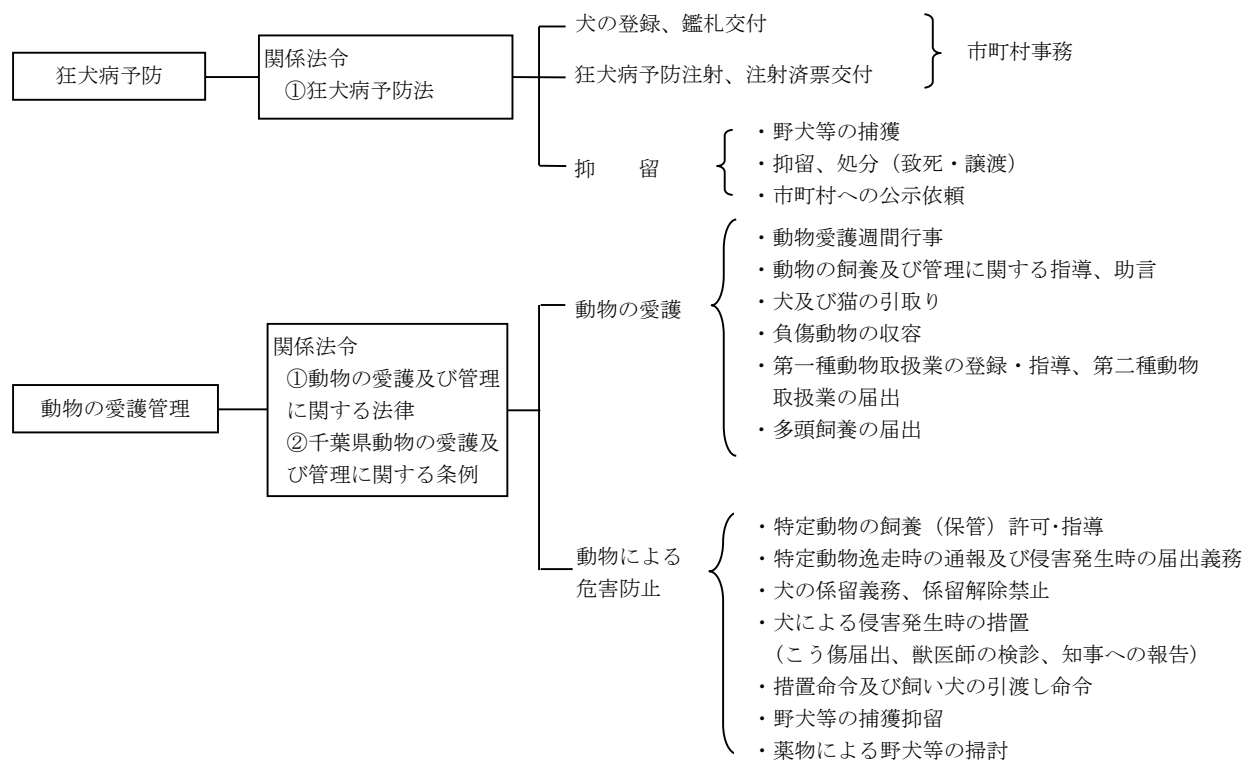 狂犬病予防
関係法令
①狂犬病予防法
犬の登録、鑑札交付
狂犬病予防注射、注射済票交付
市町村事務
抑　　留
・野犬等の捕獲
・抑留、処分（致死・譲渡）
・市町村への公示依頼
動物の愛護管理
関係法令
①動物の愛護及び管理
に関する法律
②千葉県動物の愛護及
び管理に関する条例
動物の愛護
・動物愛護週間行事
・動物の飼養及び管理に関する指導、助言
・犬及び猫の引取り
・負傷動物の収容
・第一種動物取扱業の登録・指導、第二種動物
取扱業の届出
・多頭飼養の届出
動物による
危害防止
・特定動物の飼養（保管）許可･指導
・特定動物逸走時の通報及び侵害発生時の届出義務
・犬の係留義務、係留解除禁止
・犬による侵害発生時の措置
（こう傷届出、獣医師の検診、知事への報告）
・措置命令及び飼い犬の引渡し命令
・野犬等の捕獲抑留
・薬物による野犬等の掃討